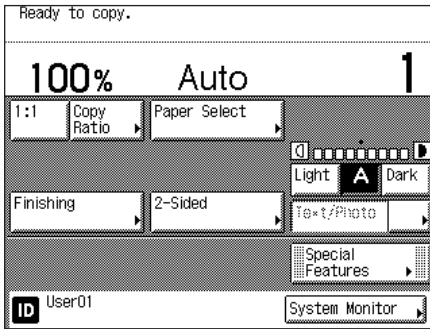 Ready to copy.
100% Auto 1
1:1 Copy Ratio Paper Select
Light A Dark
Finishing 2-Sided Text/Photo
Special
Features
ID User01 System Monitor